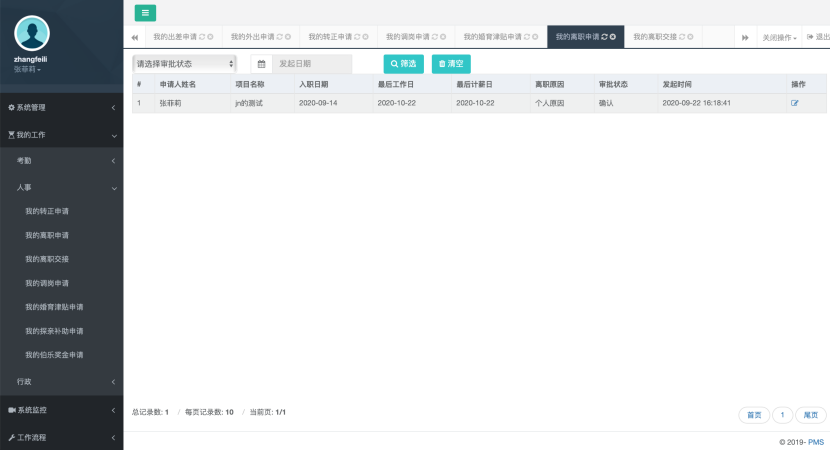 zhangfeili
张菲莉
系统管理
我的工作
考勤
人事
我的转正申请
我的离职申请
我的离职交接
我的调岗申请
我的婚育津贴申请
我的探亲补助申请
我的伯乐奖金申请
行政
系统监控
工作流程
我的出差申请 我的外出申请 我的转正申请 我的调岗申请 我的婚育津贴申请 我的离职申请 我的离职交接 关闭操作 退出
请选择审批状态 发起日期 筛选 清空
# 申请人姓名 项目名称 入职日期 最后工作日 最后计薪日 离职原因 审批状态 发起时间 操作
1 张菲莉 jn的测试 2020-09-14 2020-10-22 2020-10-22 个人原因 确认 2020-09-22 16:18:41
总记录数: 1 / 每页记录数: 10 / 当前页: 1/1
首页 1 尾页
© 2019- PMS